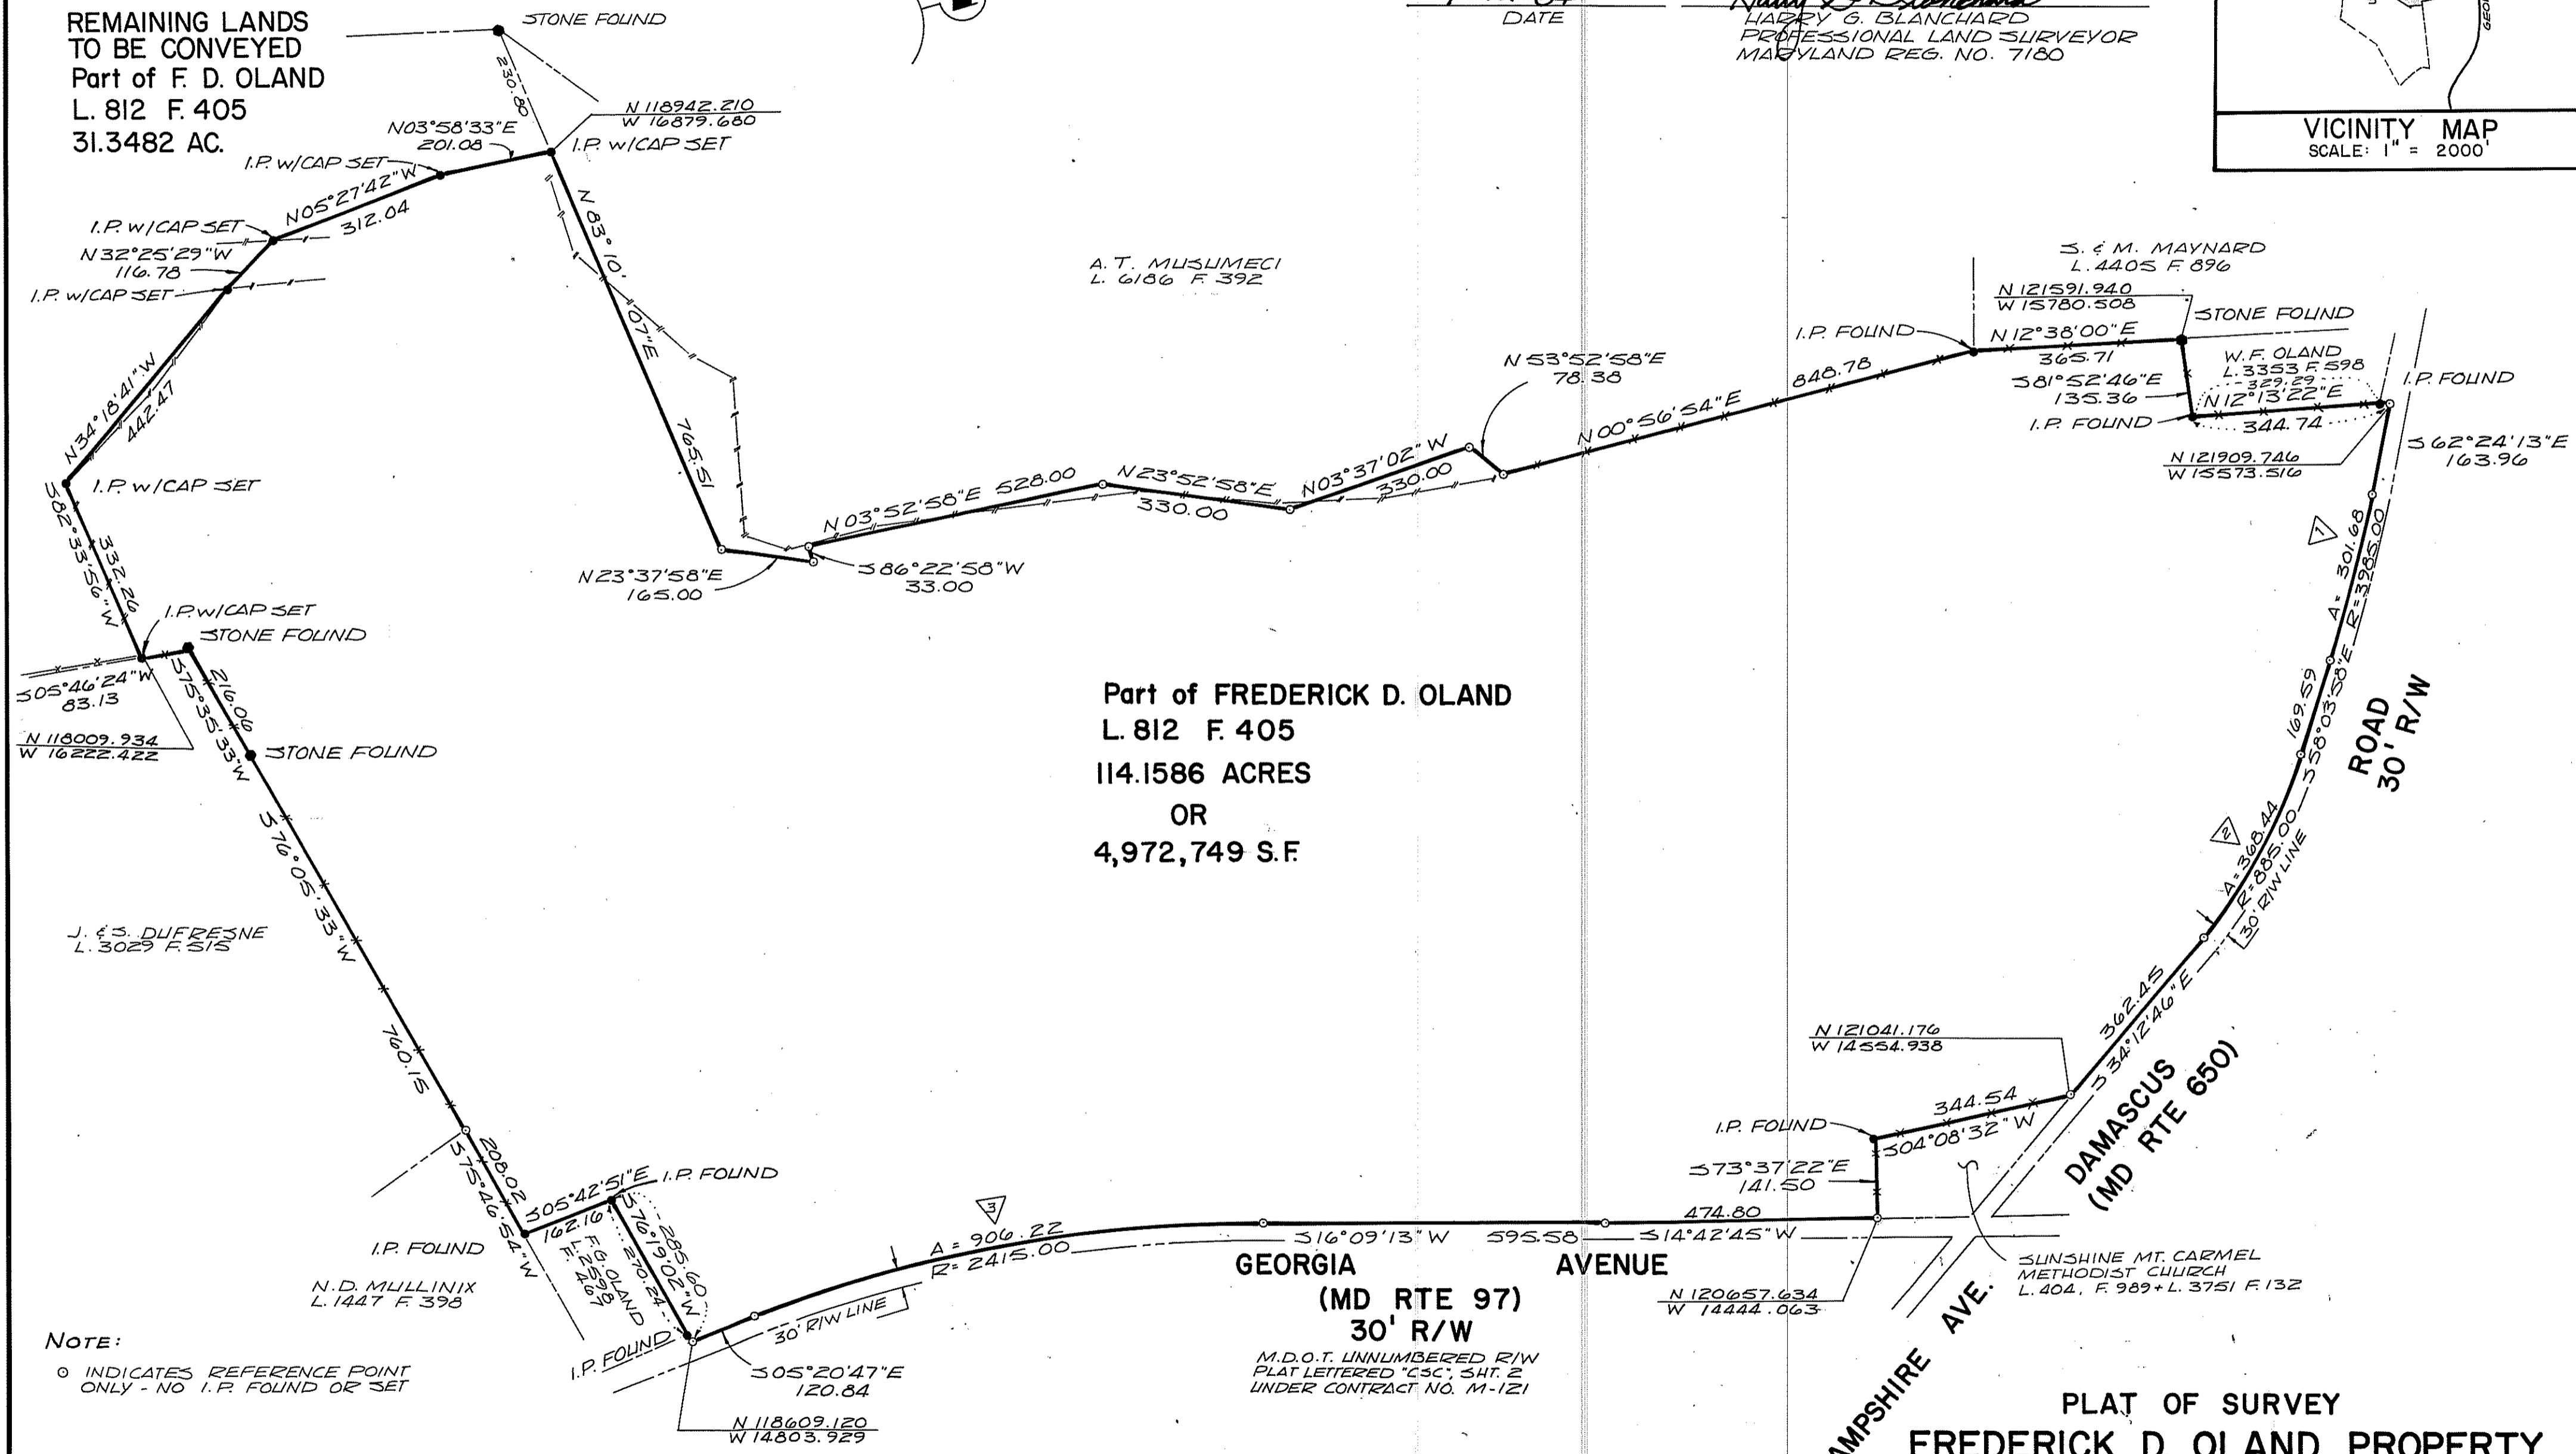 REMAINING LANDS
TO BE CONVEYED
Part of F. D. OLAND
L. 812 F. 405
31.3482 AC.
STONE FOUND
230.80
N 118942.210
W 16879.680
I.P. w/CAP SET
N03°58'33"E
201.08
I.P. w/CAP SET
N05°27'42"W
312.04
I.P. w/CAP SET
N32°25'29"W
116.78
I.P. w/CAP SET
N34°18'41"W
442.47
I.P. w/CAP SET
S82°33'56"W
332.26
I.P. w/CAP SET
STONE FOUND
S05°46'24"W
83.13
N 118009.934
W 16222.422
S75°35'33"W
216.06
STONE FOUND
S76°05'33"W
760.15
J. & S. DUFRESNE
L. 3029 F. 515
N 83°10'07"E
765.51
DATE
HARRY G. BLANCHARD
PROFESSIONAL LAND SURVEYOR
MARYLAND REG. NO. 7180
VICINITY MAP
SCALE: 1" = 2000'
A. T. MUSUMECI
L. 6186 F. 392
N23°37'58"E
165.00
S86°22'58"W
33.00
N 03°52'58"E 528.00
N23°52'58"E
330.00
N03°37'02"W
330.00
N 53°52'58"E
78.38
N 00°56'54"E
848.78
I.P. FOUND
S. & M. MAYNARD
L. 4405 F. 896
N 121591.940
W 15780.508
STONE FOUND
N 12°38'00"E
365.71
W. F. OLAND
L. 3353 F. 598
329.29
S81°52'46"E
135.36
N12°13'22"E
344.74
I.P. FOUND
I.P. FOUND
S 62°24'13"E
163.96
N 121909.746
W 15573.516
1
A= 301.68
R= 3985.00
169.59
S58°03'58"E
ROAD
30' R/W
2
A= 368.44
R= 885.00
30' R/W LINE
362.45
S 34°12'46"E
DAMASCUS
(MD RTE 650)
Part of FREDERICK D. OLAND
L. 812 F. 405
114.1586 ACRES
OR
4,972,749 S.F.
N 121041.176
W 14554.938
344.54
S04°08'32"W
I.P. FOUND
S73°37'22"E
141.50
474.80
S14°42'45"W
595.58
S16°09'13"W
GEORGIA AVENUE
(MD RTE 97)
30' R/W
M.D.O.T. UNNUMBERED R/W
PLAT LETTERED "CSC", SHT. 2
UNDER CONTRACT NO. M-121
N 120657.634
W 14444.063
SUNSHINE MT. CARMEL
METHODIST CHURCH
L. 404, F. 989 + L. 3751 F. 132
AVE.
3
A = 906.22
R= 2415.00
30' R/W LINE
S05°20'47"E
120.84
N 118609.120
W 14803.929
208.02
S75°46'54"W
S05°42'51"E
162.16
I.P. FOUND
285.60
S76°19'02"W
270.24
F. G. OLAND
L. 2598
F. 467
I.P. FOUND
I.P. FOUND
N. D. MULLINIX
L. 1447 F. 398
NOTE:
⊙ INDICATES REFERENCE POINT
ONLY - NO I.P. FOUND OR SET
PLAT OF SURVEY
FREDERICK D. OLAND PROPERTY